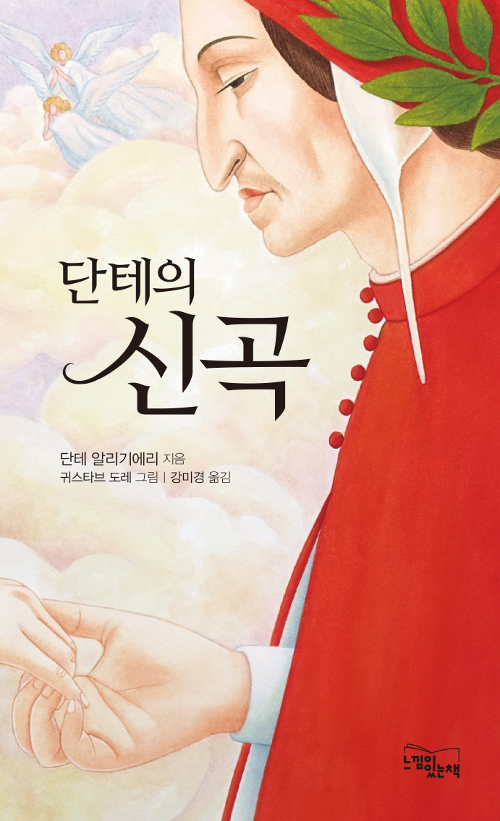 단테의
신곡
단테 알리기에리 지음
귀스타브 도레 그림 | 강미경 옮김
느낌이있는책